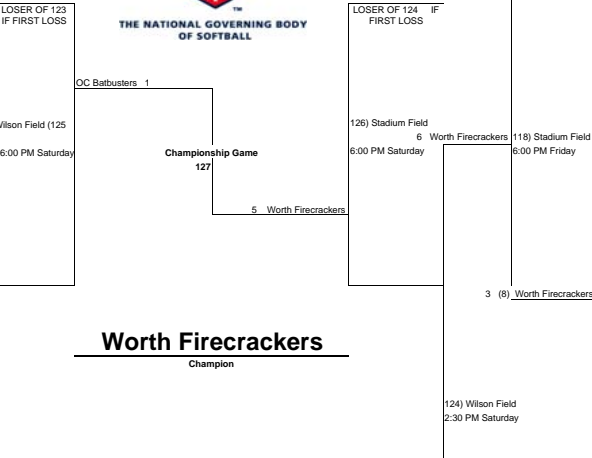 LOSER OF 123
IF FIRST LOSS
TM
THE NATIONAL GOVERNING BODY
OF SOFTBALL
LOSER OF 124 IF
FIRST LOSS
OC Batbusters 1
Wilson Field (125
6:00 PM Saturday
Championship Game
127
126) Stadium Field
6:00 PM Saturday
6 Worth Firecrackers
118) Stadium Field
6:00 PM Friday
5 Worth Firecrackers
3 (8) Worth Firecrackers
Worth Firecrackers
Champion
124) Wilson Field
2:30 PM Saturday